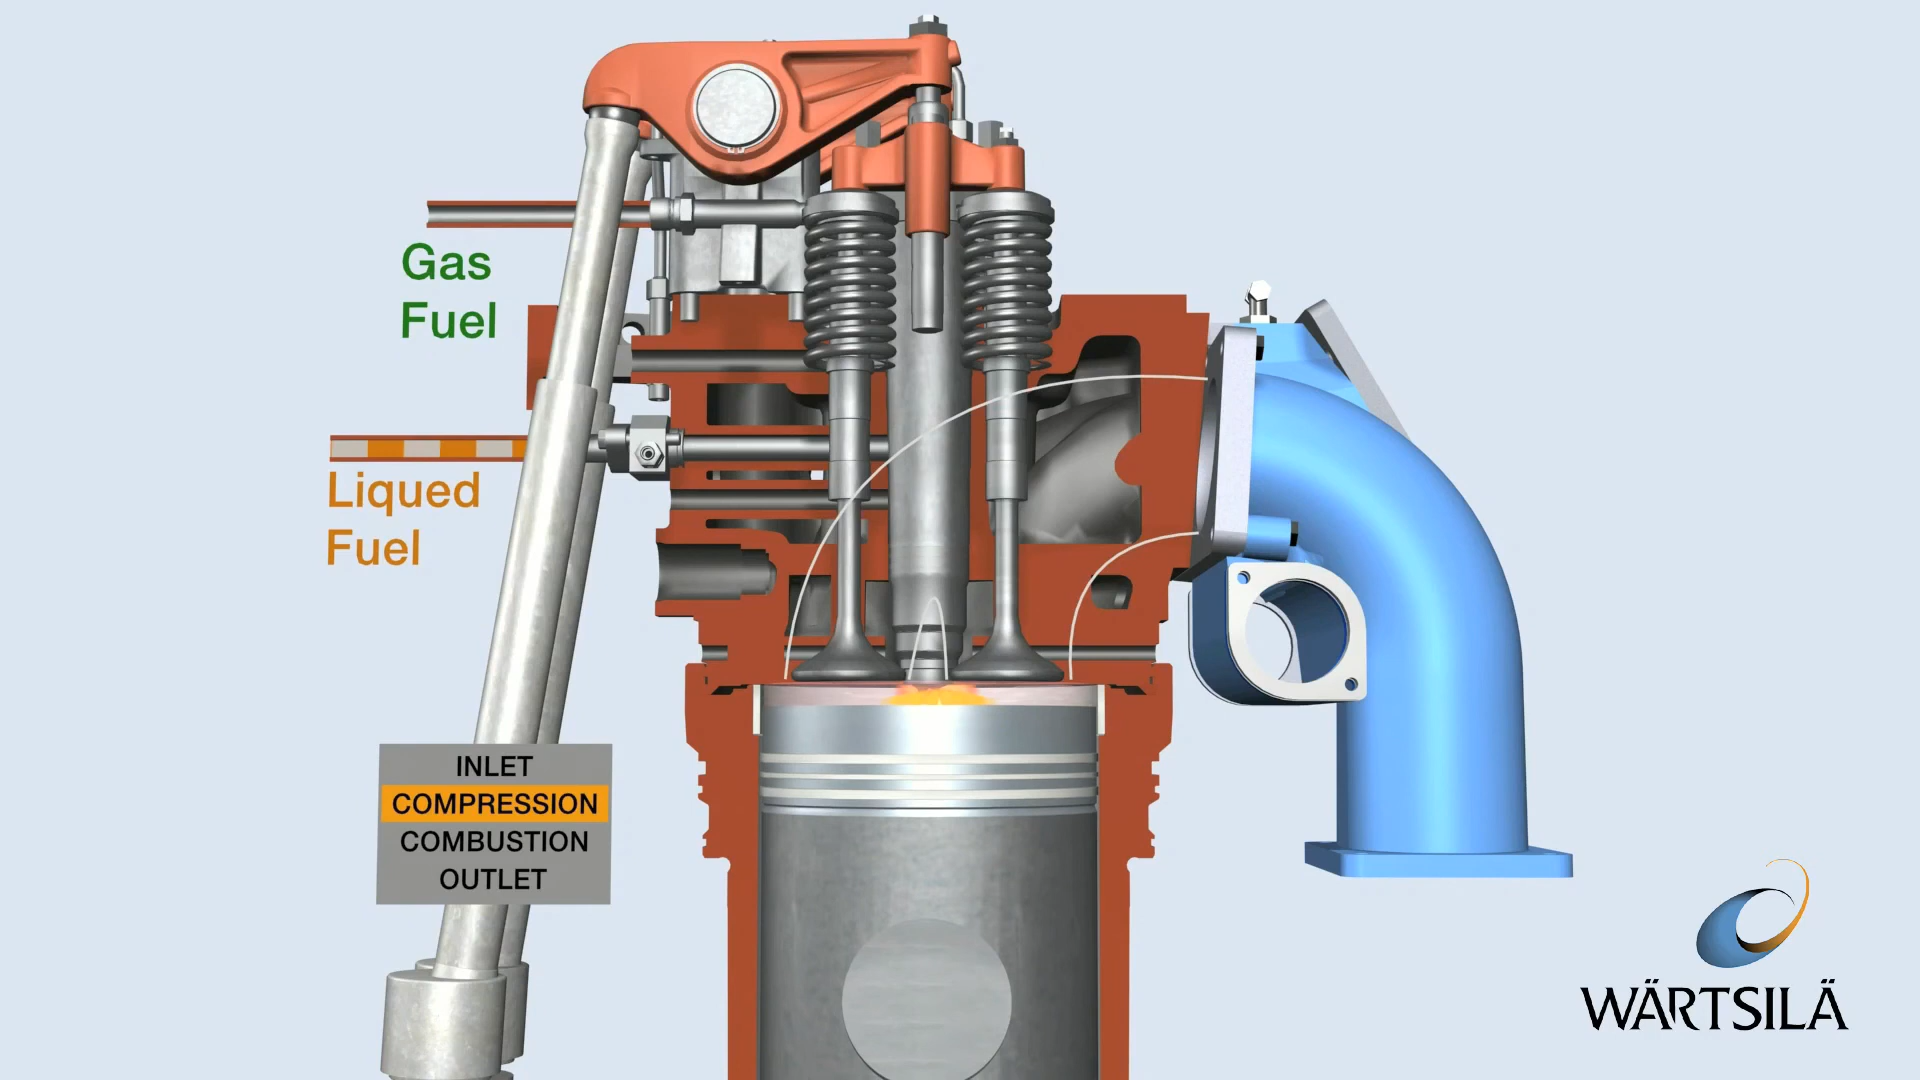 Gas
Fuel
Liqued
Fuel
INLET
COMPRESSION
COMBUSTION
OUTLET
WÄRTSILÄ